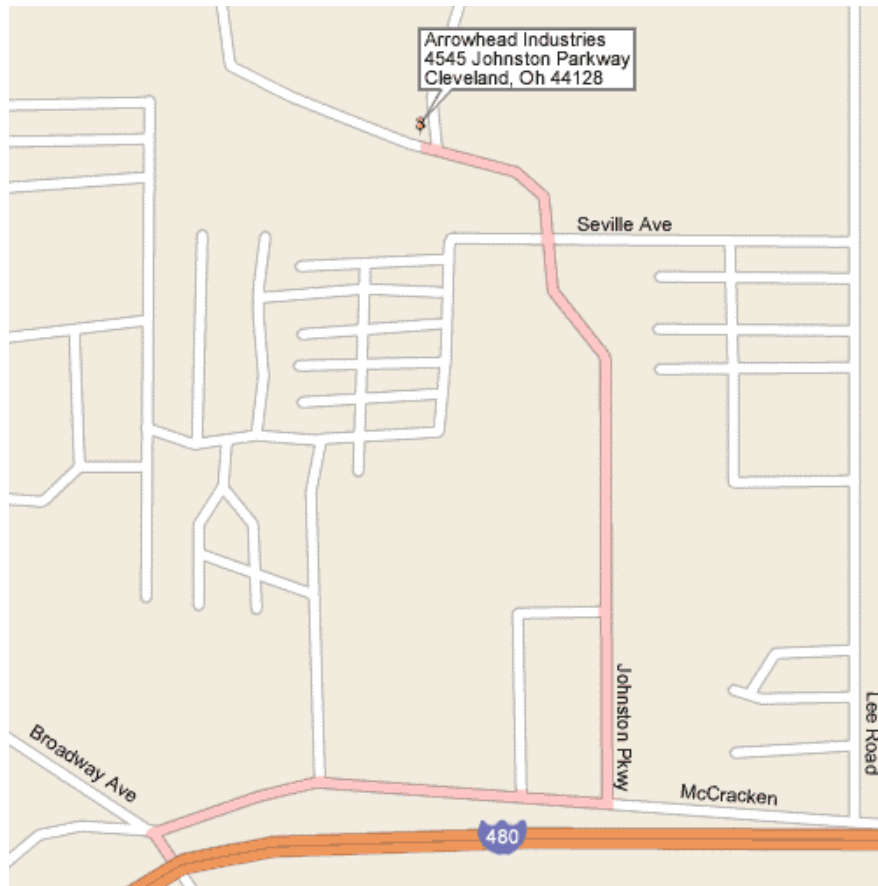 Arrowhead Industries
4545 Johnston Parkway
Cleveland, Oh 44128
Seville Ave
Johnston Pkwy
Lee Road
Broadway Ave
McCracken
480